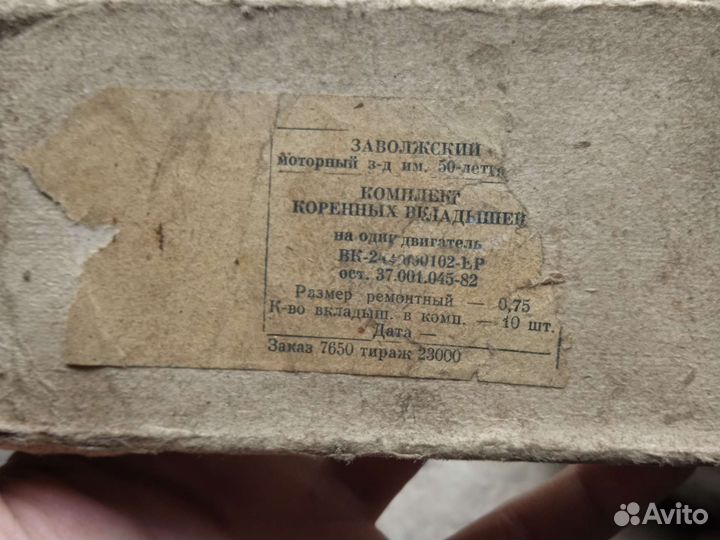 ЗАВОЛЖСКИЙ
моторный з-д им. 50-лети
КОМПЛЕКТ
КОРЕННЫХ ВКЛАДЫШЕЙ
на один двигатель
ост. 37.001.045-82
Размер ремонтный — 0,75
К-во вкладыш. в комп. — 10 шт.
Дата —
Заказ 7650 тираж 23000
Avito